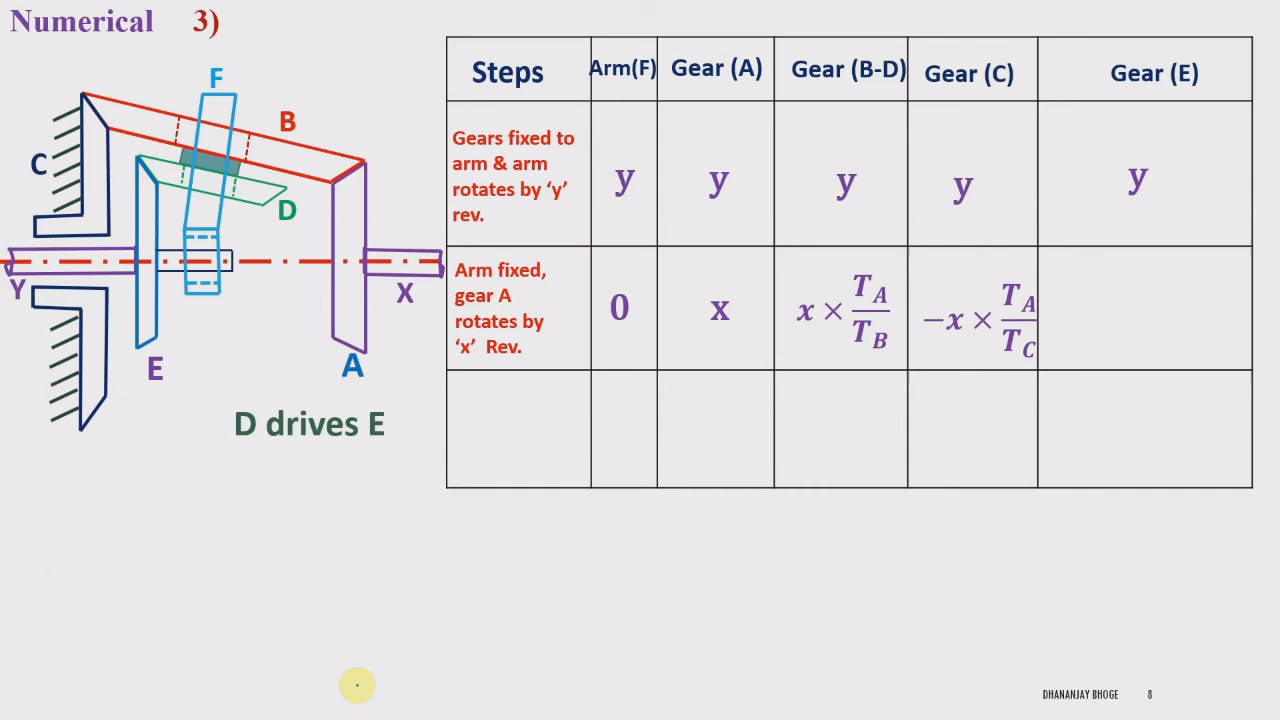 Numerical 3)
F
B
C
D
Y
X
E
A
D drives E
Steps Arm(F) Gear (A) Gear (B-D) Gear (C) Gear (E)
Gears fixed to
arm & arm
rotates by ‘y’
rev.
y y y y y
Arm fixed,
gear A
rotates by
‘x’ Rev.
0 x x × T_A/T_B −x × T_A/T_C
DHANANJAY BHOGE 8